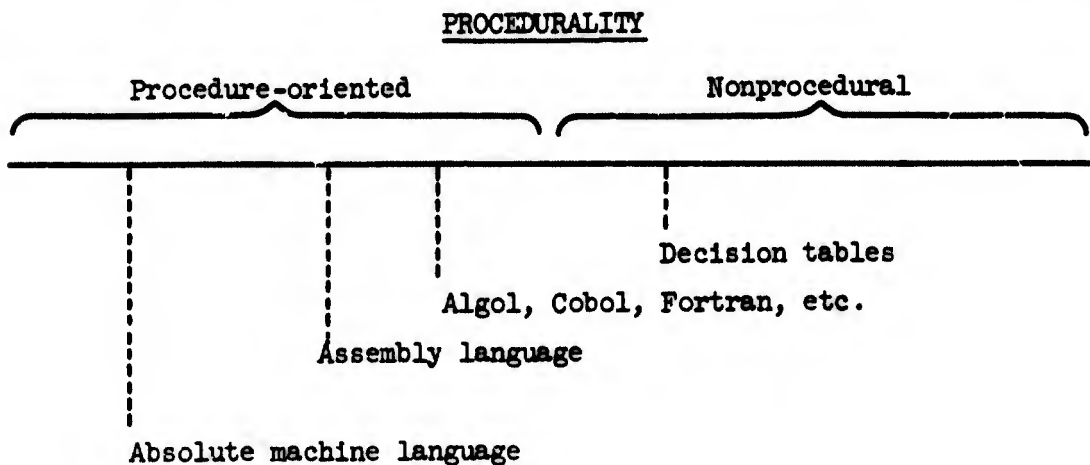 PROCEDURALITY
Procedure-oriented Nonprocedural
Decision tables
Algol, Cobol, Fortran, etc.
Assembly language
Absolute machine language